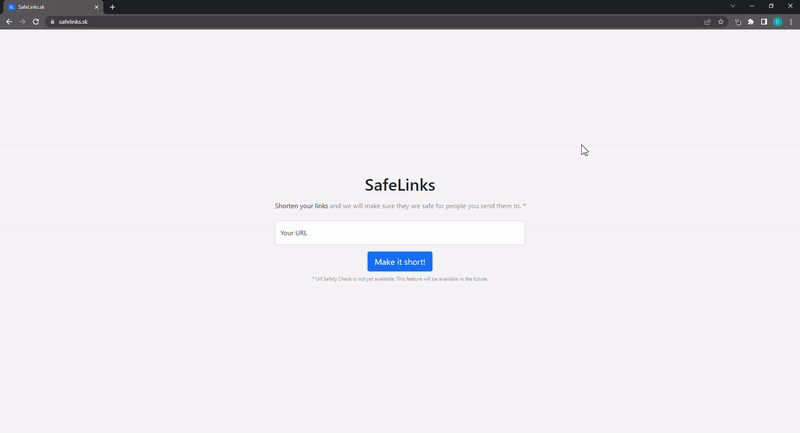 SL SafeLinks.sk
safelinks.sk
SafeLinks
Shorten your links and we will make sure they are safe for people you send them to. *
Your URL
Make it short!
* Url Safety Check is not yet available. This feature will be available in the future.